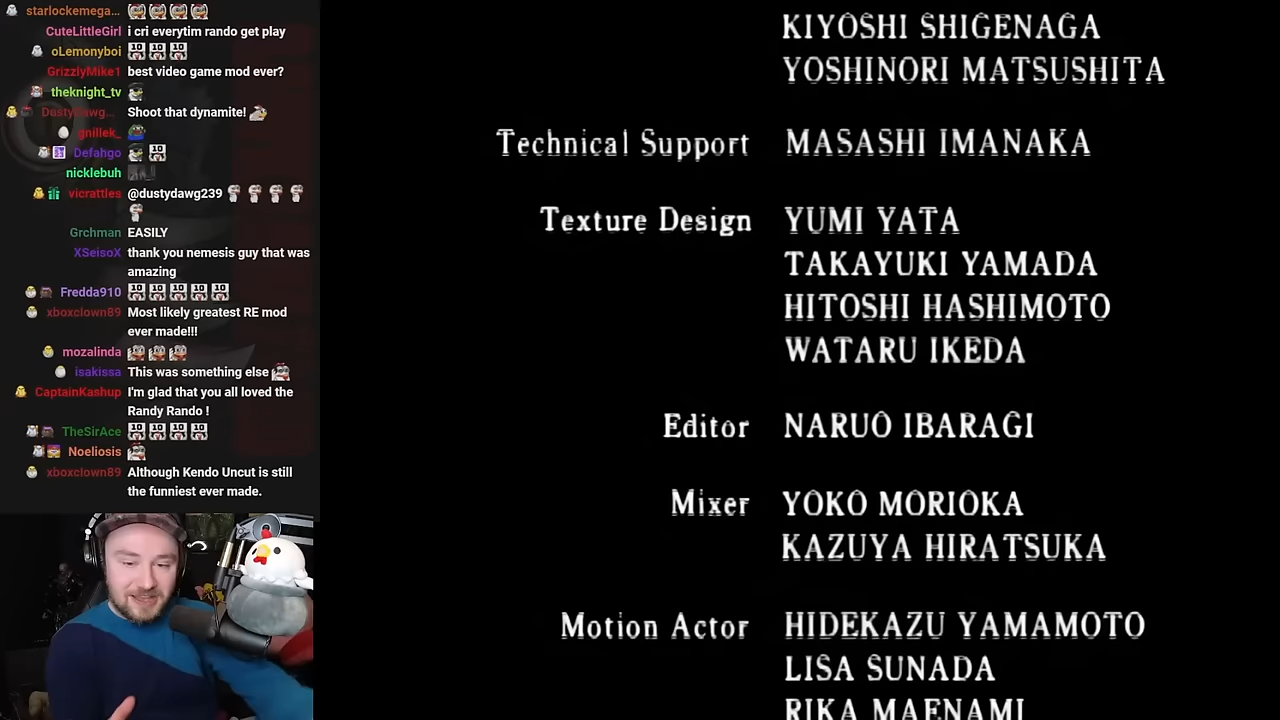 starlockemega...
CuteLittleGirl i cri everytim rando get play
oLemonyboi
GrizzlyMike1 best video game mod ever?
theknight_tv
DustyDawg... Shoot that dynamite!
gnillek_
Defahgo
nicklebuh
vicrattles @dustydawg239
Grchman EASILY
XSeisoX thank you nemesis guy that was
amazing
Fredda910
xboxclown89 Most likely greatest RE mod
ever made!!!
mozalinda
isakissa This was something else
CaptainKashup I'm glad that you all loved the
Randy Rando !
TheSirAce
Noeliosis
xboxclown89 Although Kendo Uncut is still
the funniest ever made.
KIYOSHI SHIGENAGA
YOSHINORI MATSUSHITA
Technical Support MASASHI IMANAKA
Texture Design YUMI YATA
TAKAYUKI YAMADA
HITOSHI HASHIMOTO
WATARU IKEDA
Editor NARUO IBARAGI
Mixer YOKO MORIOKA
KAZUYA HIRATSUKA
Motion Actor HIDEKAZU YAMAMOTO
LISA SUNADA
RIKA MAENAMI